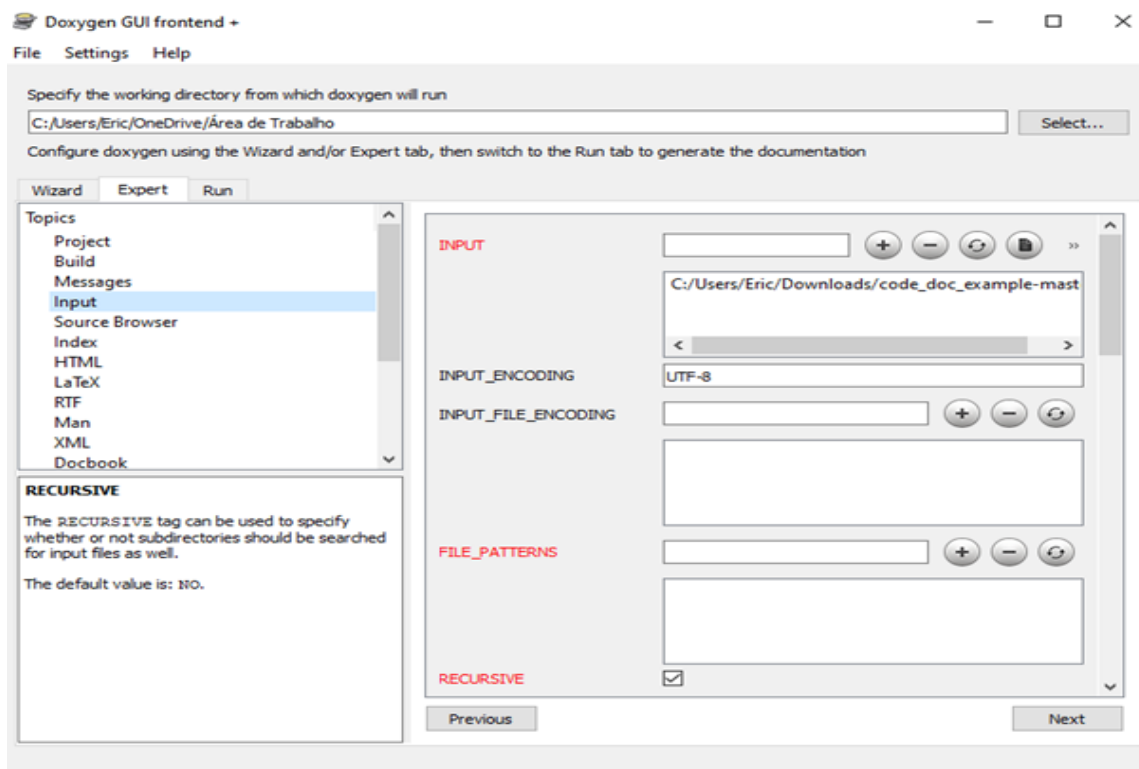 Doxygen GUI frontend +
File Settings Help
Specify the working directory from which doxygen will run
C:/Users/Eric/OneDrive/Área de Trabalho
Select...
Configure doxygen using the Wizard and/or Expert tab, then switch to the Run tab to generate the documentation
Wizard Expert Run
Topics
Project
Build
Messages
Input
Source Browser
Index
HTML
LaTeX
RTF
Man
XML
Docbook
RECURSIVE
The RECURSIVE tag can be used to specify
whether or not subdirectories should be searched
for input files as well.
The default value is: NO.
INPUT
C:/Users/Eric/Downloads/code_doc_example-mast
INPUT_ENCODING UTF-8
INPUT_FILE_ENCODING
FILE_PATTERNS
RECURSIVE
Previous Next